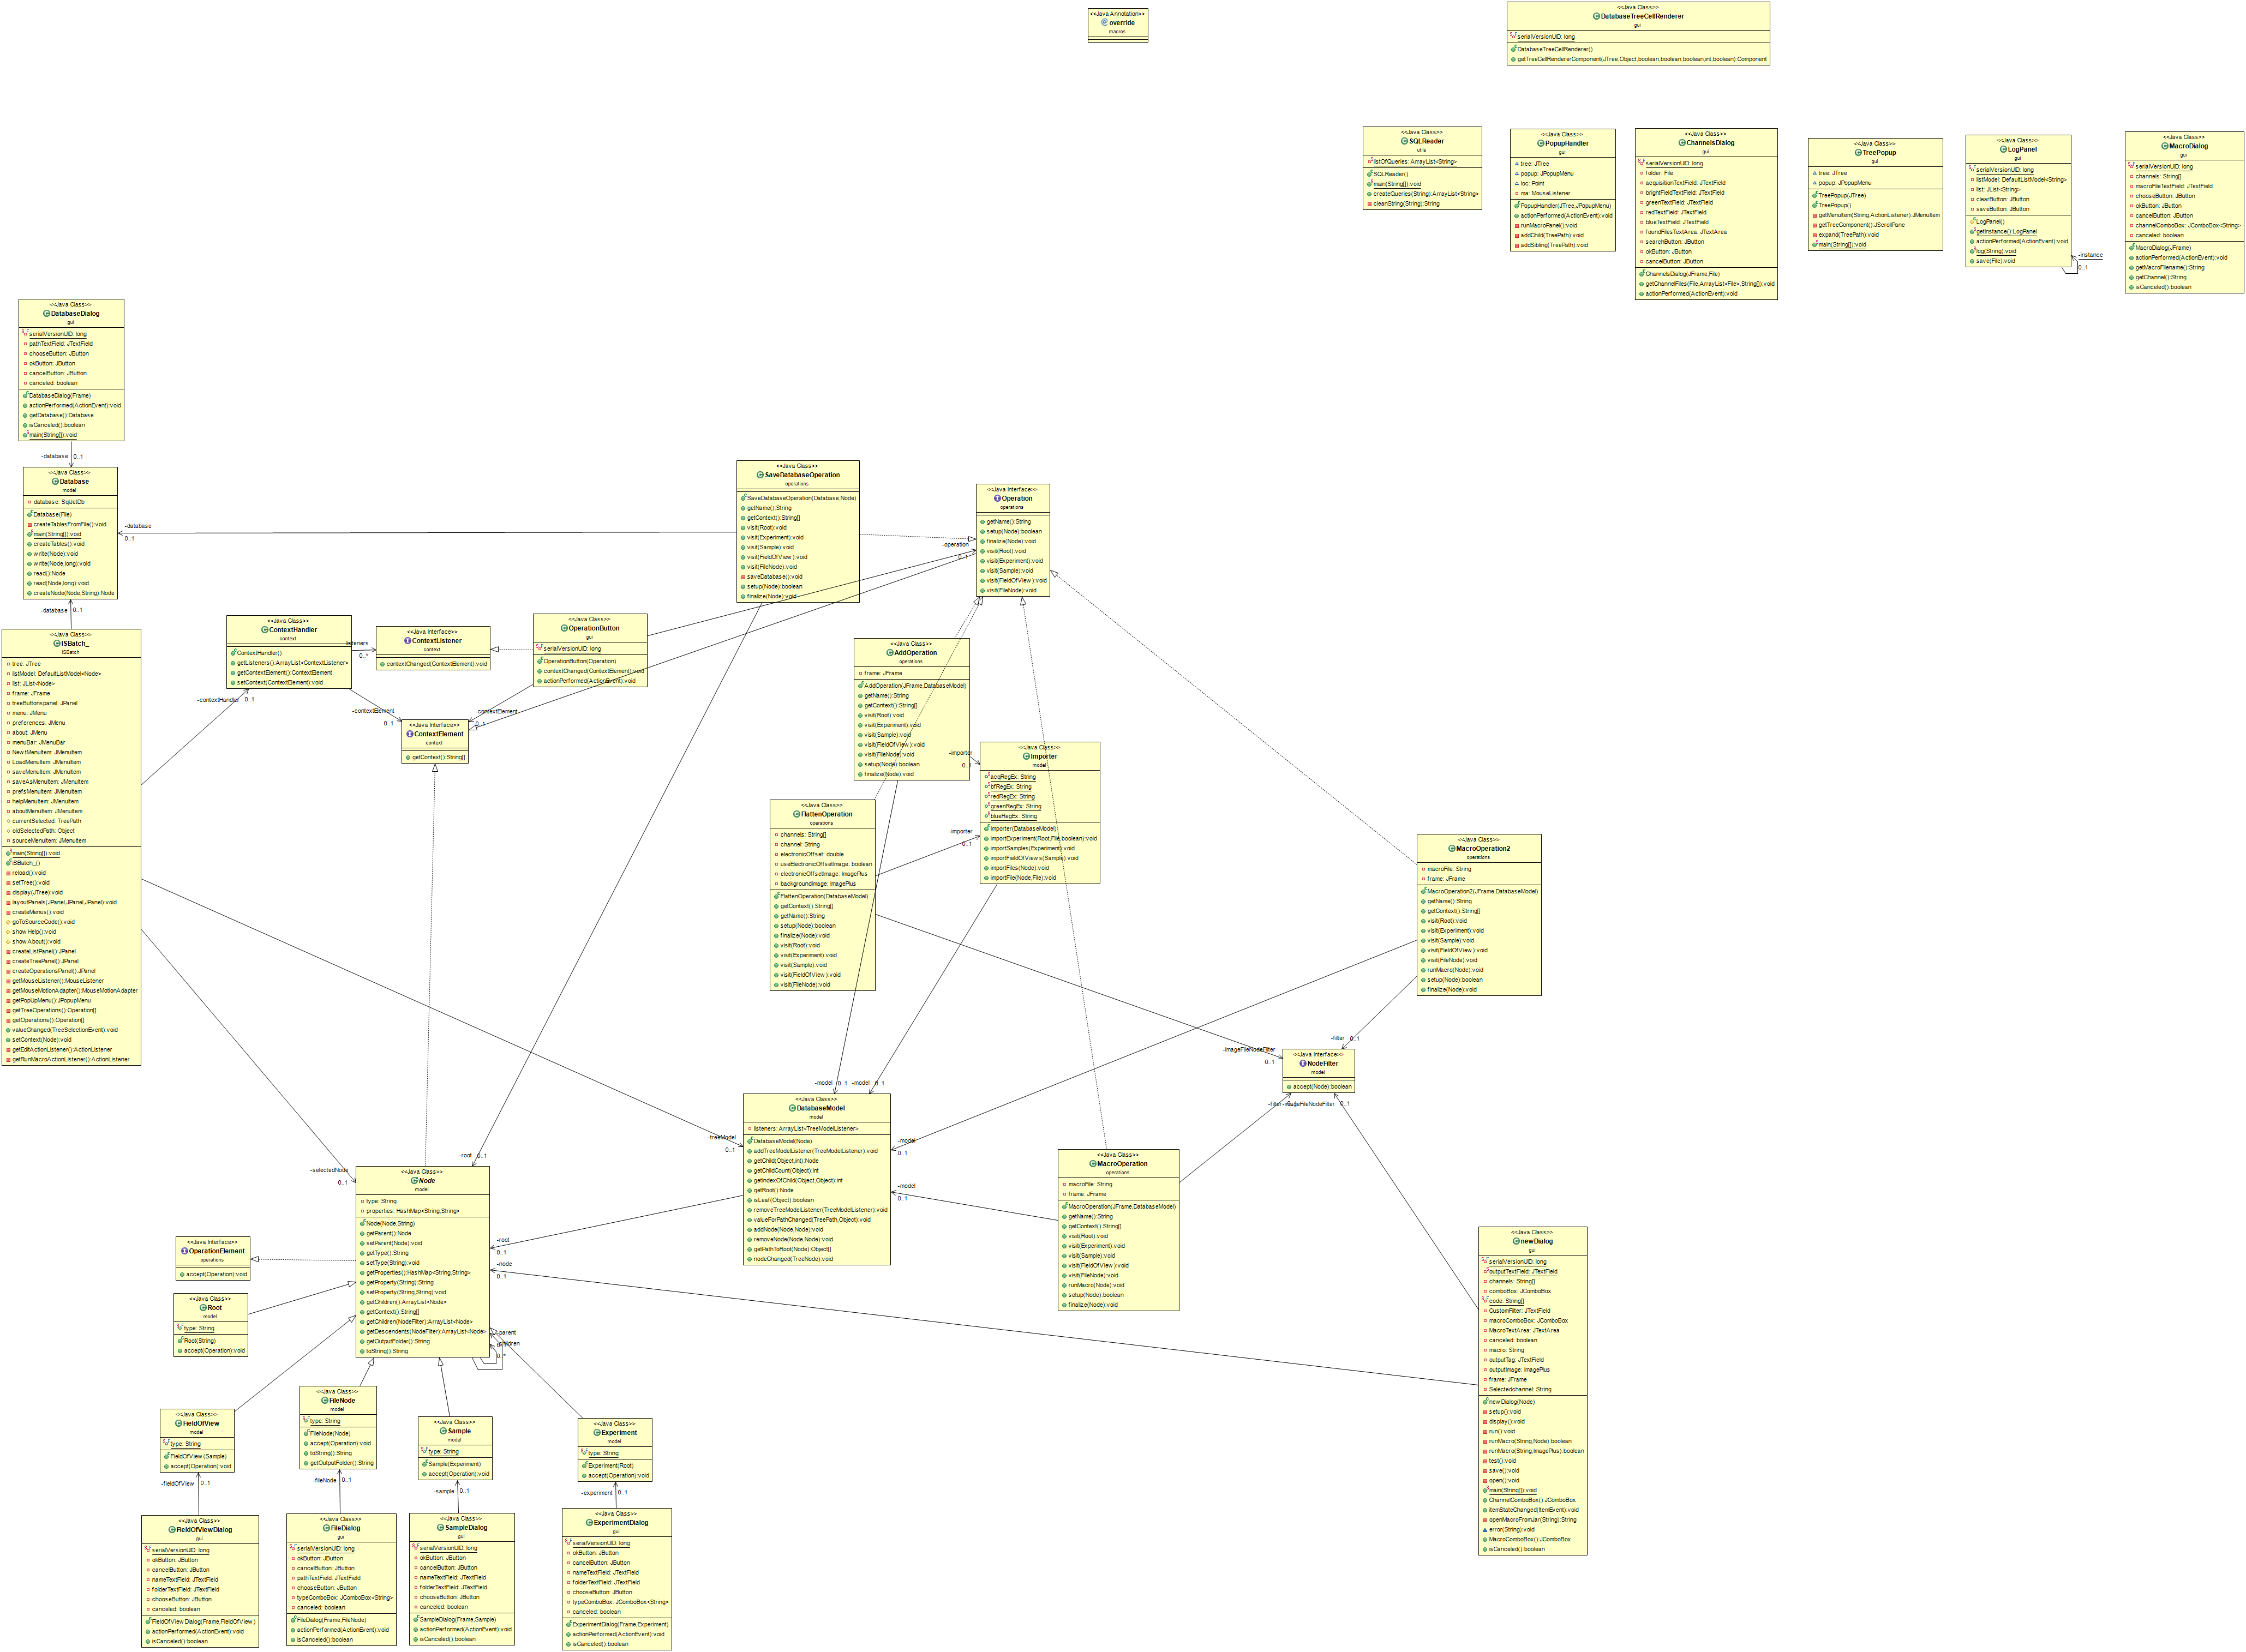 <<Java Annotation>>
override
macros
<<Java Class>>
DatabaseTreeCellRenderer
gui
serialVersionUID: long
DatabaseTreeCellRenderer()
getTreeCellRendererComponent(JTree,Object,boolean,boolean,boolean,int,boolean):Component
<<Java Class>>
SQLReader
utils
listOfQueries: ArrayList<String>
SQLReader()
main(String[]):void
createQueries(String):ArrayList<String>
cleanString(String):String
<<Java Class>>
PopupHandler
gui
tree: JTree
popup: JPopupMenu
loc: Point
ma: MouseListener
PopupHandler(JTree,JPopupMenu)
actionPerformed(ActionEvent):void
runMacroPanel():void
addChild(TreePath):void
addSibling(TreePath):void
<<Java Class>>
ChannelsDialog
gui
serialVersionUID: long
folder: File
acquisitionTextField: JTextField
brightFieldTextField: JTextField
greenTextField: JTextField
redTextField: JTextField
blueTextField: JTextField
foundFilesTextArea: JTextArea
searchButton: JButton
okButton: JButton
cancelButton: JButton
ChannelsDialog(JFrame,File)
getChannelFiles(File,ArrayList<File>,String[]):void
actionPerformed(ActionEvent):void
<<Java Class>>
TreePopup
gui
tree: JTree
popup: JPopupMenu
TreePopup(JTree)
TreePopup()
getMenuItem(String,ActionListener):JMenuItem
getTreeComponent():JScrollPane
expand(TreePath):void
main(String[]):void
<<Java Class>>
LogPanel
gui
serialVersionUID: long
listModel: DefaultListModel<String>
list: JList<String>
clearButton: JButton
saveButton: JButton
LogPanel()
getInstance():LogPanel
actionPerformed(ActionEvent):void
log(String):void
save(File):void
-instance
0..1
<<Java Class>>
MacroDialog
gui
serialVersionUID: long
channels: String[]
macroFileTextField: JTextField
chooseButton: JButton
okButton: JButton
cancelButton: JButton
channelComboBox: JComboBox<String>
canceled: boolean
MacroDialog(JFrame)
actionPerformed(ActionEvent):void
getMacroFilename():String
getChannel():String
isCanceled():boolean
<<Java Class>>
DatabaseDialog
gui
serialVersionUID: long
pathTextField: JTextField
chooseButton: JButton
okButton: JButton
cancelButton: JButton
canceled: boolean
DatabaseDialog(Frame)
actionPerformed(ActionEvent):void
getDatabase():Database
isCanceled():boolean
main(String[]):void
-database
0..1
<<Java Class>>
Database
model
database: SqlJetDb
Database(File)
createTablesFromFile():void
main(String[]):void
createTables():void
write(Node):void
write(Node,long):void
read():Node
read(Node,long):void
createNode(Node,String):Node
-database
0..1
-database
0..1
<<Java Class>>
SaveDatabaseOperation
operations
SaveDatabaseOperation(Database,Node)
getName():String
getContext():String[]
visit(Root):void
visit(Experiment):void
visit(Sample):void
visit(FieldOfView):void
visit(FileNode):void
saveDatabase():void
setup(Node):boolean
finalize(Node):void
<<Java Interface>>
Operation
operations
getName():String
setup(Node):boolean
finalize(Node):void
visit(Root):void
visit(Experiment):void
visit(Sample):void
visit(FieldOfView):void
visit(FileNode):void
-operation
0..1
<<Java Class>>
ISBatch_
iSBatch
tree: JTree
listModel: DefaultListModel<Node>
list: JList<Node>
frame: JFrame
treeButtonspanel: JPanel
menu: JMenu
preferences: JMenu
about: JMenu
menuBar: JMenuBar
NewtMenuItem: JMenuItem
LoadMenuItem: JMenuItem
saveMenuItem: JMenuItem
saveAsMenuItem: JMenuItem
prefsMenuItem: JMenuItem
helpMenuItem: JMenuItem
aboutMenuItem: JMenuItem
currentSelected: TreePath
oldSelectedPath: Object
sourceMenuItem: JMenuItem
main(String[]):void
iSBatch_()
reload():void
setTree():void
display(JTree):void
layoutPanels(JPanel,JPanel,JPanel):void
createMenus():void
goToSourceCode():void
showHelp():void
showAbout():void
createListPanel():JPanel
createTreePanel():JPanel
createOperationsPanel():JPanel
getMouseListener():MouseListener
getMouseMotionAdapter():MouseMotionAdapter
getPopUpMenu():JPopupMenu
getTreeOperations():Operation[]
getOperations():Operation[]
valueChanged(TreeSelectionEvent):void
setContext(Node):void
getEditActionListener():ActionListener
getRunMacroActionListener():ActionListener
<<Java Class>>
ContextHandler
context
ContextHandler()
getListeners():ArrayList<ContextListener>
getContextElement():ContextElement
setContext(ContextElement):void
-contextHandler
0..1
listeners
0..*
<<Java Interface>>
ContextListener
context
contextChanged(ContextElement):void
<<Java Class>>
OperationButton
gui
serialVersionUID: long
OperationButton(Operation)
contextChanged(ContextElement):void
actionPerformed(ActionEvent):void
-contextElement
0..1
-contextElement
0..1
<<Java Interface>>
ContextElement
context
getContext():String[]
<<Java Class>>
AddOperation
operations
frame: JFrame
AddOperation(JFrame,DatabaseModel)
getName():String
getContext():String[]
visit(Root):void
visit(Experiment):void
visit(Sample):void
visit(FieldOfView):void
visit(FileNode):void
setup(Node):boolean
finalize(Node):void
-importer
0..1
<<Java Class>>
Importer
model
acqRegEx: String
bfRegEx: String
redRegEx: String
greenRegEx: String
blueRegEx: String
Importer(DatabaseModel)
importExperiment(Root,File,boolean):void
importSamples(Experiment):void
importFieldOfViews(Sample):void
importFiles(Node):void
importFile(Node,File):void
<<Java Class>>
FlattenOperation
operations
channels: String[]
channel: String
electronicOffset: double
useElectronicOffsetImage: boolean
electronicOffsetImage: ImagePlus
backgroundImage: ImagePlus
FlattenOperation(DatabaseModel)
getContext():String[]
getName():String
setup(Node):boolean
finalize(Node):void
visit(Root):void
visit(Experiment):void
visit(Sample):void
visit(FieldOfView):void
visit(FileNode):void
-importer
0..1
<<Java Class>>
MacroOperation2
operations
macroFile: String
frame: JFrame
MacroOperation2(JFrame,DatabaseModel)
getName():String
getContext():String[]
visit(Root):void
visit(Experiment):void
visit(Sample):void
visit(FieldOfView):void
visit(FileNode):void
runMacro(Node):void
setup(Node):boolean
finalize(Node):void
-filter
0..1
-imageFileNodeFilter
0..1
<<Java Interface>>
NodeFilter
model
accept(Node):boolean
-filter
-imageFileNodeFilter
0..1
-model
0..1
-model
0..1
<<Java Class>>
DatabaseModel
model
listeners: ArrayList<TreeModelListener>
DatabaseModel(Node)
addTreeModelListener(TreeModelListener):void
getChild(Object,int):Node
getChildCount(Object):int
getIndexOfChild(Object,Object):int
getRoot():Node
isLeaf(Object):boolean
removeTreeModelListener(TreeModelListener):void
valueForPathChanged(TreePath,Object):void
addNode(Node,Node):void
removeNode(Node,Node):void
getPathToRoot(Node):Object[]
nodeChanged(TreeNode):void
-treeModel
0..1
-model
0..1
-model
0..1
<<Java Class>>
MacroOperation
operations
macroFile: String
frame: JFrame
MacroOperation(JFrame,DatabaseModel)
getName():String
getContext():String[]
visit(Root):void
visit(Experiment):void
visit(Sample):void
visit(FieldOfView):void
visit(FileNode):void
runMacro(Node):void
setup(Node):boolean
finalize(Node):void
-root
0..1
-selectedNode
0..1
<<Java Class>>
Node
model
type: String
properties: HashMap<String,String>
Node(Node,String)
getParent():Node
setParent(Node):void
getType():String
setType(String):void
getProperties():HashMap<String,String>
getProperty(String):String
setProperty(String,String):void
getChildren():ArrayList<Node>
getContext():String[]
getChildren(NodeFilter):ArrayList<Node>
getDescendents(NodeFilter):ArrayList<Node>
getOutputFolder():String
toString():String
-root
0..1
-node
0..1
-parent
0..*
<<Java Interface>>
OperationElement
operations
accept(Operation):void
<<Java Class>>
Root
model
type: String
Root(String)
accept(Operation):void
<<Java Class>>
newDialog
gui
serialVersionUID: long
outputTextField: JTextField
channels: String[]
comboBox: JComboBox
code: String[]
CustomFilter: JTextField
macroComboBox: JComboBox
MacroTextArea: JTextArea
canceled: boolean
macro: String
outputTag: JTextField
outputImage: ImagePlus
frame: JFrame
Selectedchannel: String
newDialog(Node)
setup():void
display():void
run():void
runMacro(String,Node):boolean
runMacro(String,ImagePlus):boolean
test():void
save():void
open():void
main(String[]):void
ChannelComboBox():JComboBox
itemStateChanged(ItemEvent):void
openMacroFromJar(String):String
error(String):void
MacroComboBox():JComboBox
isCanceled():boolean
<<Java Class>>
FieldOfView
model
type: String
FieldOfView(Sample)
accept(Operation):void
<<Java Class>>
FileNode
model
type: String
FileNode(Node)
accept(Operation):void
toString():String
getOutputFolder():String
<<Java Class>>
Sample
model
type: String
Sample(Experiment)
accept(Operation):void
<<Java Class>>
Experiment
model
type: String
Experiment(Root)
accept(Operation):void
-fieldOfView
0..1
-fileNode
0..1
-sample
0..1
-experiment
0..1
<<Java Class>>
FieldOfViewDialog
gui
serialVersionUID: long
okButton: JButton
cancelButton: JButton
nameTextField: JTextField
folderTextField: JTextField
chooseButton: JButton
canceled: boolean
FieldOfViewDialog(Frame,FieldOfView)
actionPerformed(ActionEvent):void
isCanceled():boolean
<<Java Class>>
FileDialog
gui
serialVersionUID: long
okButton: JButton
cancelButton: JButton
pathTextField: JTextField
chooseButton: JButton
typeComboBox: JComboBox<String>
canceled: boolean
FileDialog(Frame,FileNode)
actionPerformed(ActionEvent):void
isCanceled():boolean
<<Java Class>>
SampleDialog
gui
serialVersionUID: long
okButton: JButton
cancelButton: JButton
nameTextField: JTextField
folderTextField: JTextField
chooseButton: JButton
canceled: boolean
SampleDialog(Frame,Sample)
actionPerformed(ActionEvent):void
isCanceled():boolean
<<Java Class>>
ExperimentDialog
gui
serialVersionUID: long
okButton: JButton
cancelButton: JButton
nameTextField: JTextField
folderTextField: JTextField
chooseButton: JButton
typeComboBox: JComboBox<String>
canceled: boolean
ExperimentDialog(Frame,Experiment)
actionPerformed(ActionEvent):void
isCanceled():boolean